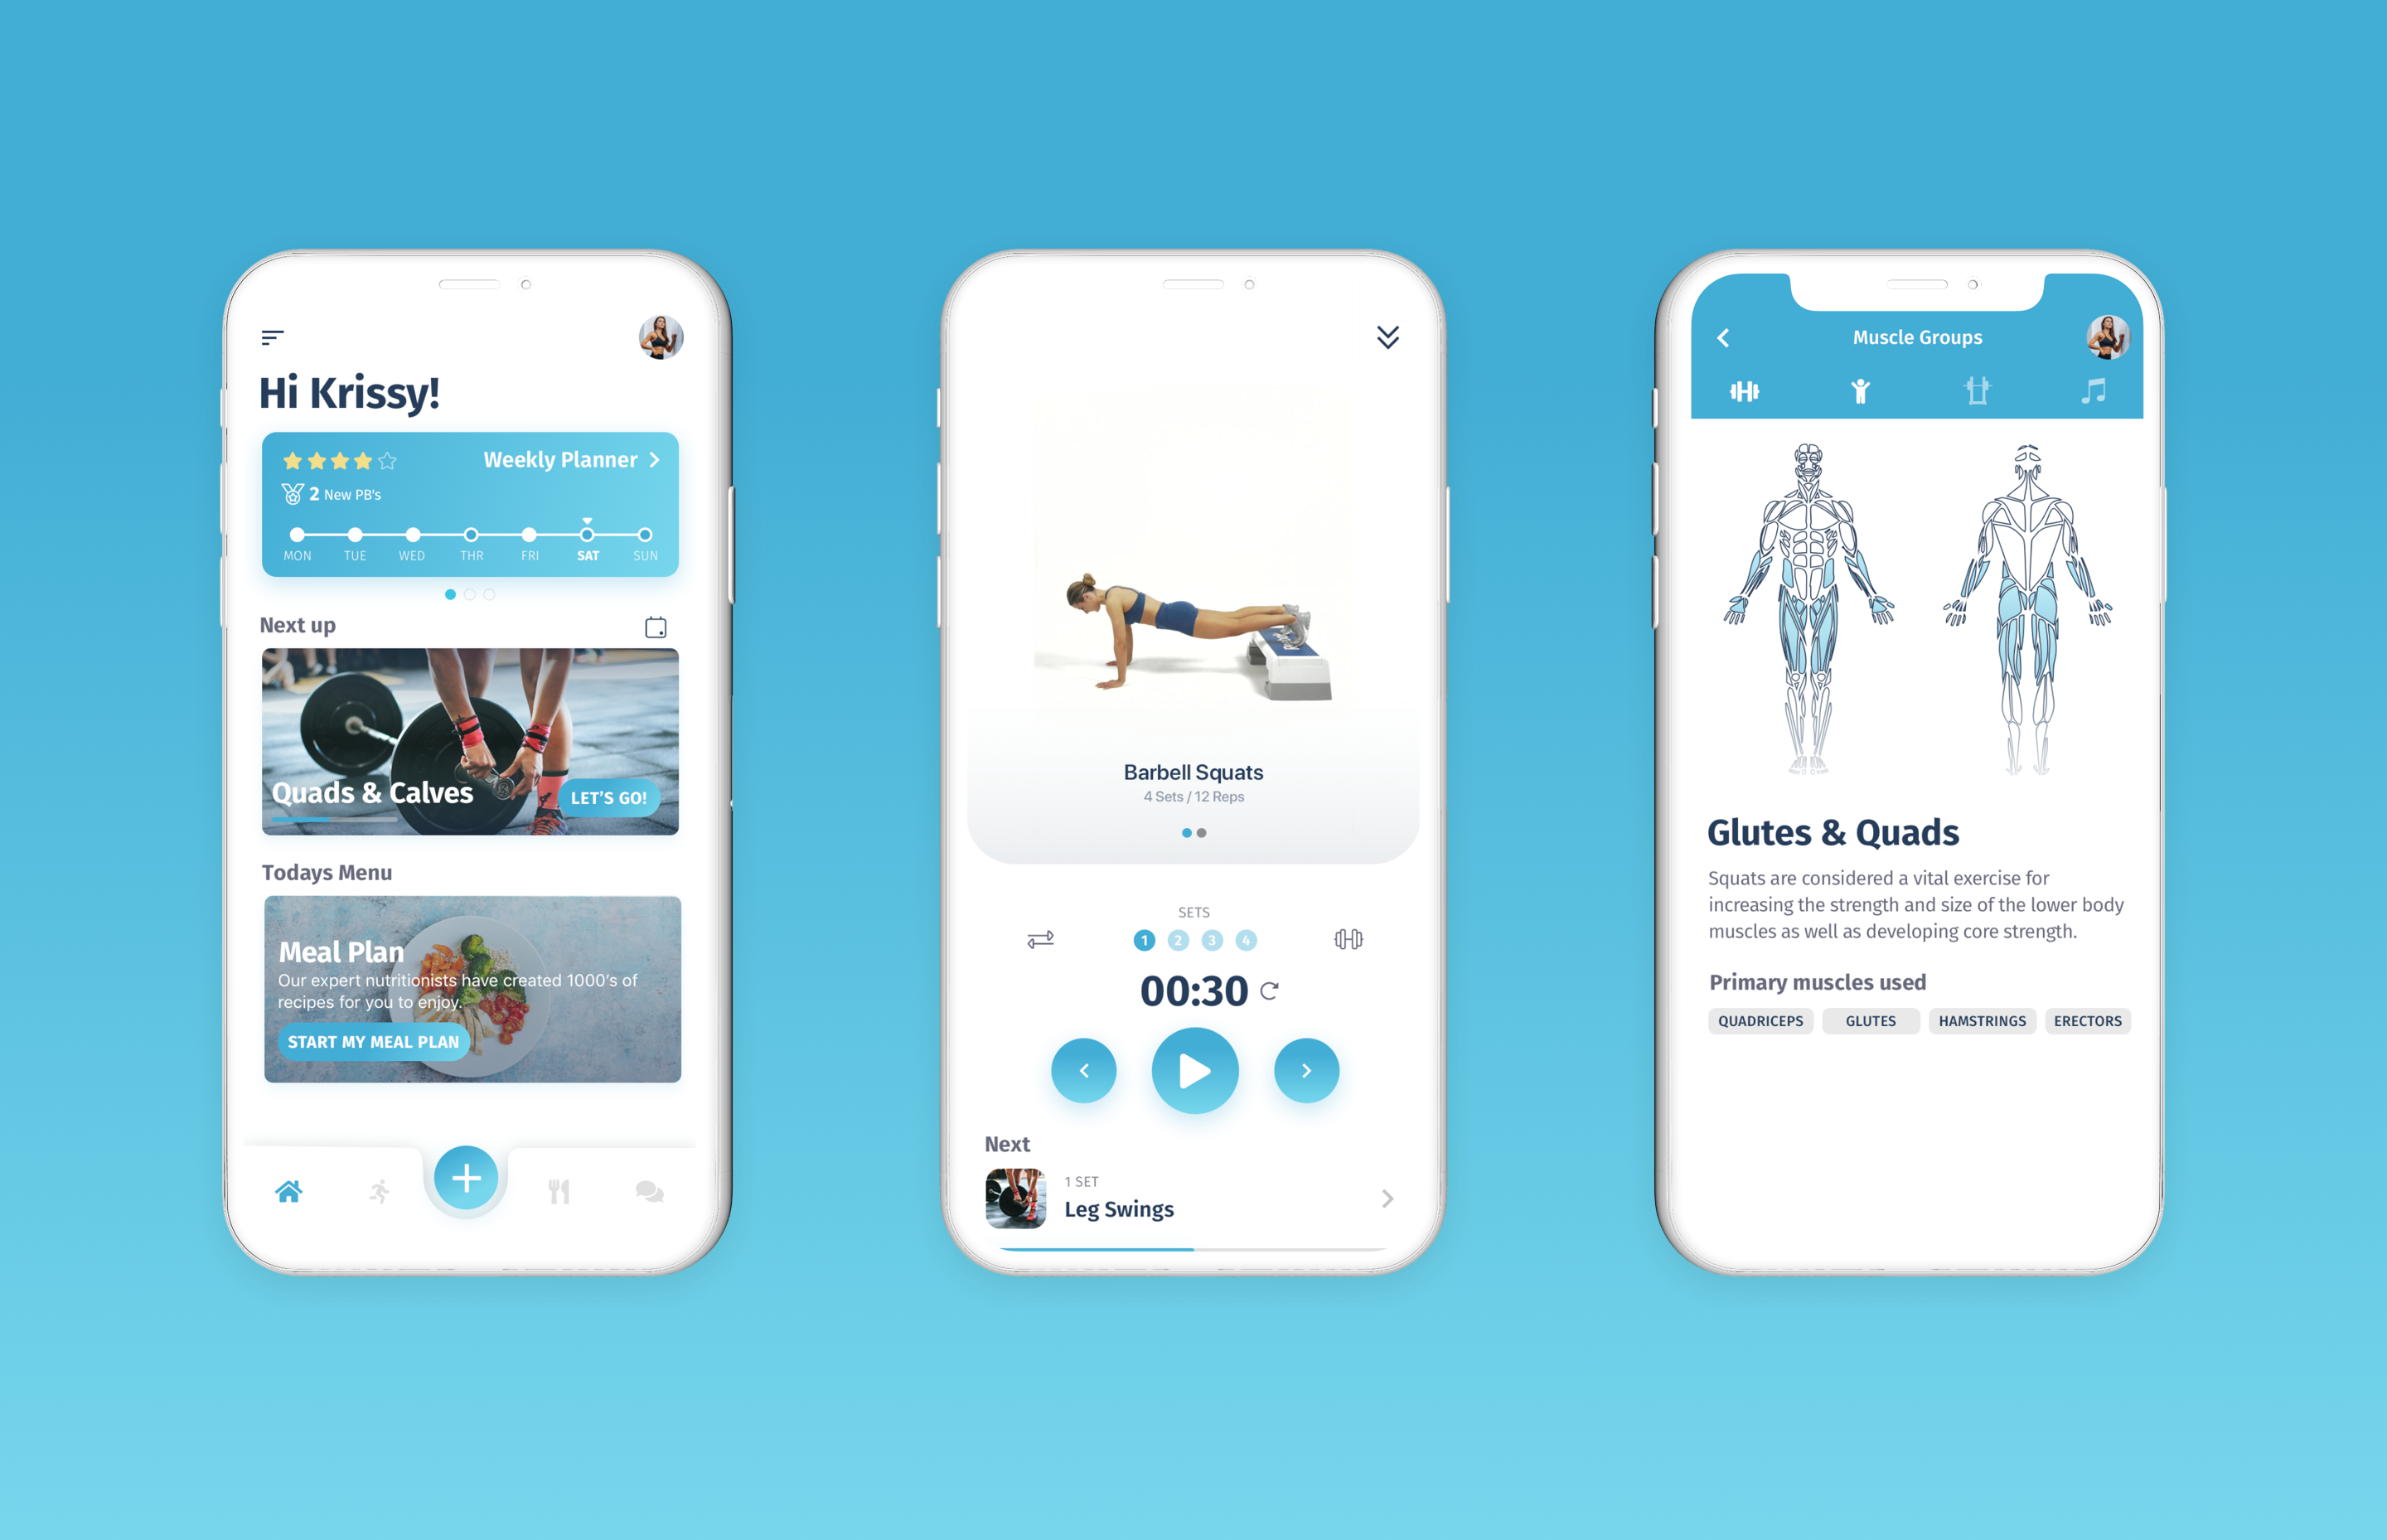 Hi Krissy!
Weekly Planner
2 New PB's
MON TUE WED THR FRI SAT SUN
Next up
Quads & Calves
LET'S GO!
Todays Menu
Meal Plan
Our expert nutritionists have created 1000's of
recipes for you to enjoy.
START MY MEAL PLAN
Barbell Squats
4 Sets / 12 Reps
SETS
1 2 3 4
00:30
Next
1 SET
Leg Swings
Muscle Groups
Glutes & Quads
Squats are considered a vital exercise for
increasing the strength and size of the lower body
muscles as well as developing core strength.
Primary muscles used
QUADRICEPS GLUTES HAMSTRINGS ERECTORS